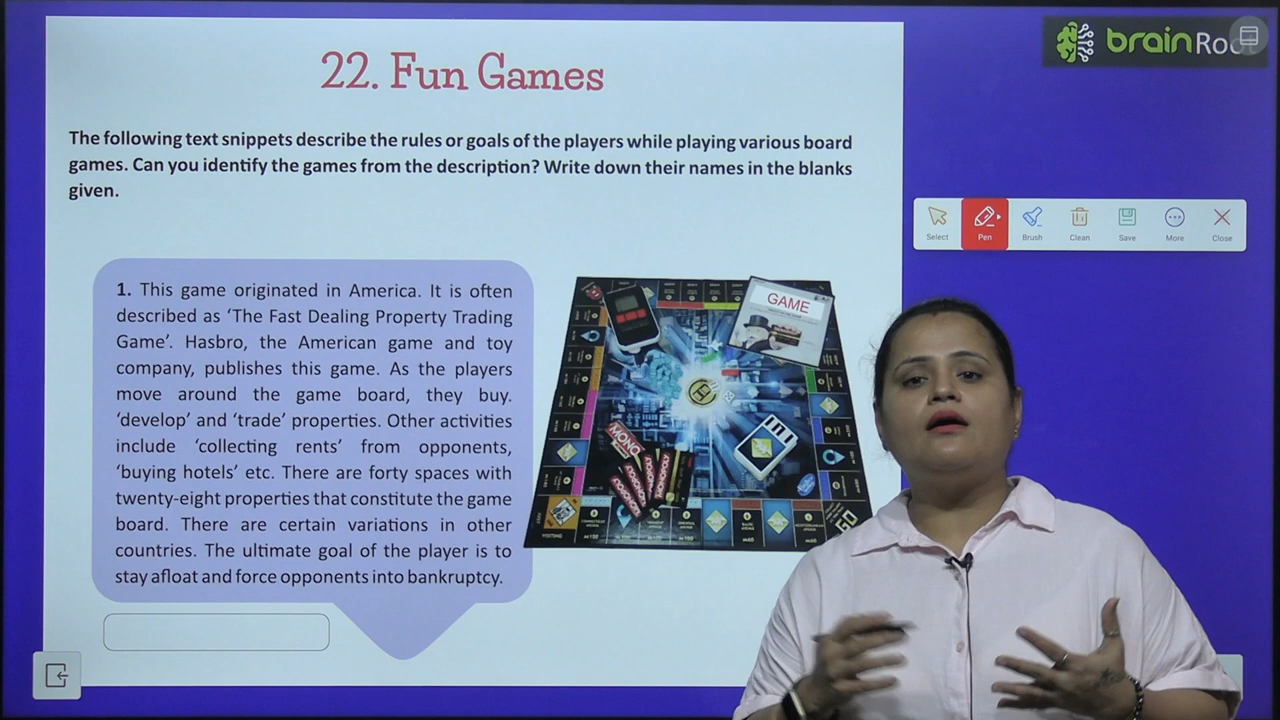 brainRoot
22. Fun Games
The following text snippets describe the rules or goals of the players while playing various board
games. Can you identify the games from the description? Write down their names in the blanks
given.
Select
Pen
Brush
Clean
Save
More
Close
1. This game originated in America. It is often
described as ‘The Fast Dealing Property Trading
Game’. Hasbro, the American game and toy
company, publishes this game. As the players
move around the game board, they buy.
‘develop’ and ‘trade’ properties. Other activities
include ‘collecting rents’ from opponents,
‘buying hotels’ etc. There are forty spaces with
twenty-eight properties that constitute the game
board. There are certain variations in other
countries. The ultimate goal of the player is to
stay afloat and force opponents into bankruptcy.
GAME
MONO
MONOPOLY
MONOPOLY
VISITING
GO